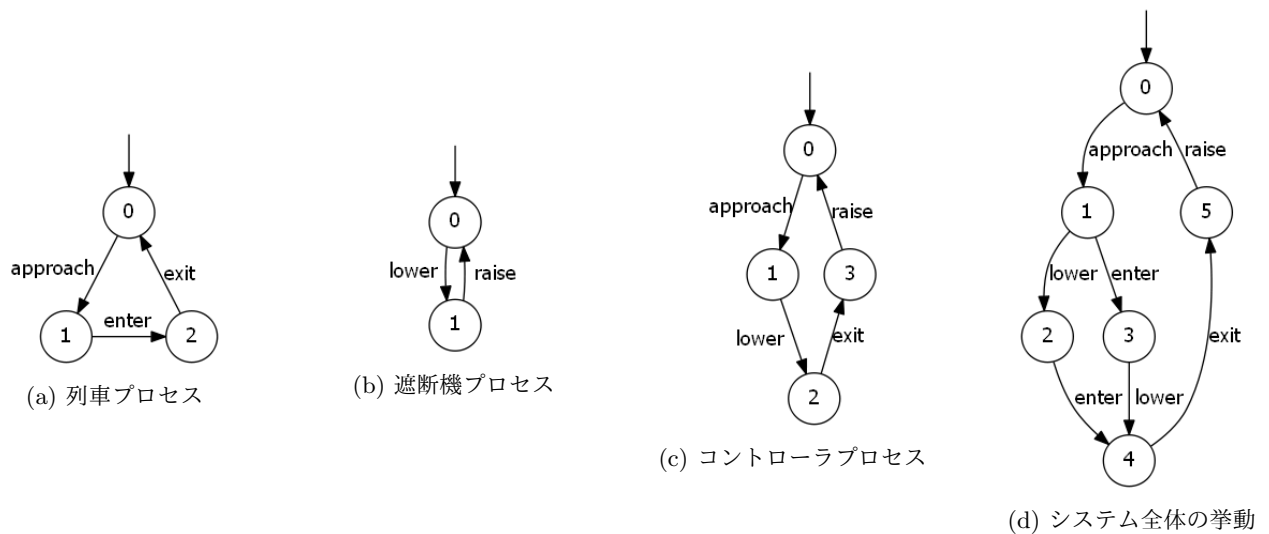 0
approach
exit
enter
1
2
(a) 列車プロセス
0
lower
raise
1
(b) 遮断機プロセス
0
approach
raise
1
3
lower
exit
2
(c) コントローラプロセス
0
approach
raise
1
5
lower
enter
2
3
exit
enter
lower
4
(d) システム全体の挙動